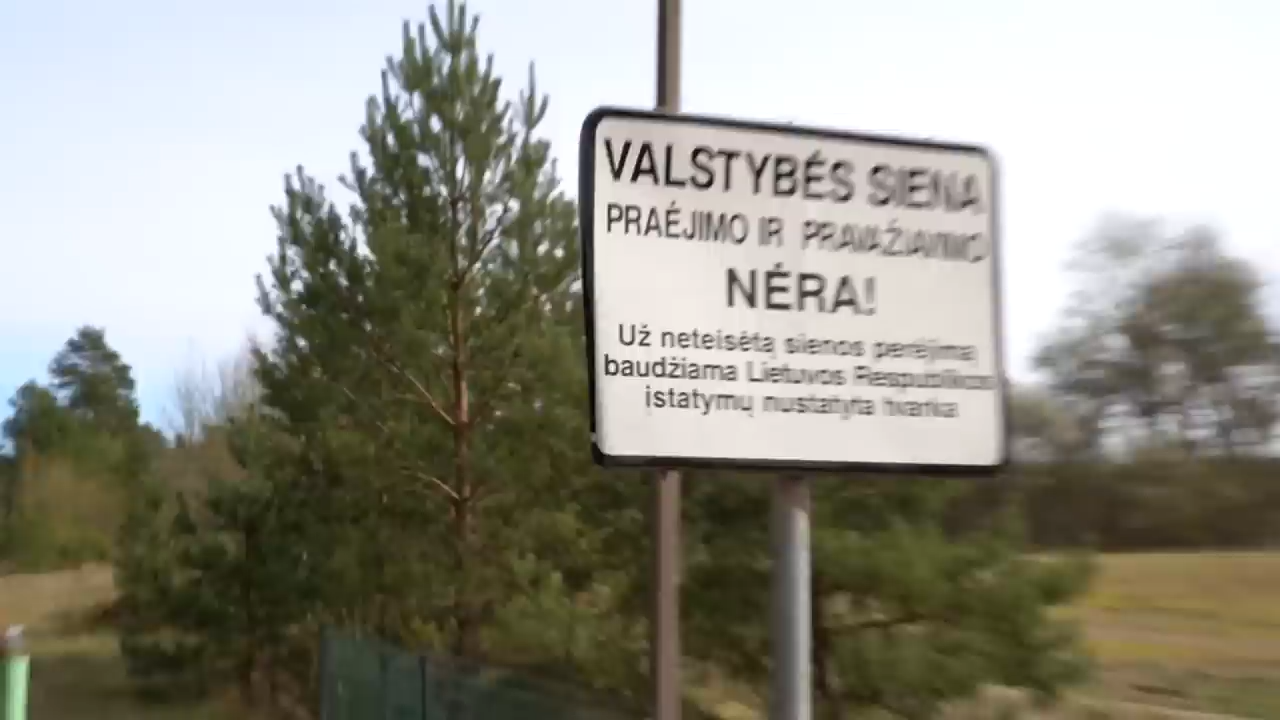 VALSTYBĖS SIENA
PRAĖJIMO IR PRAVAŽIAVIMO
NĖRA!
Už neteisėtą sienos perėjimą
baudžiama Lietuvos Respublikos
įstatymų nustatyta tvarka